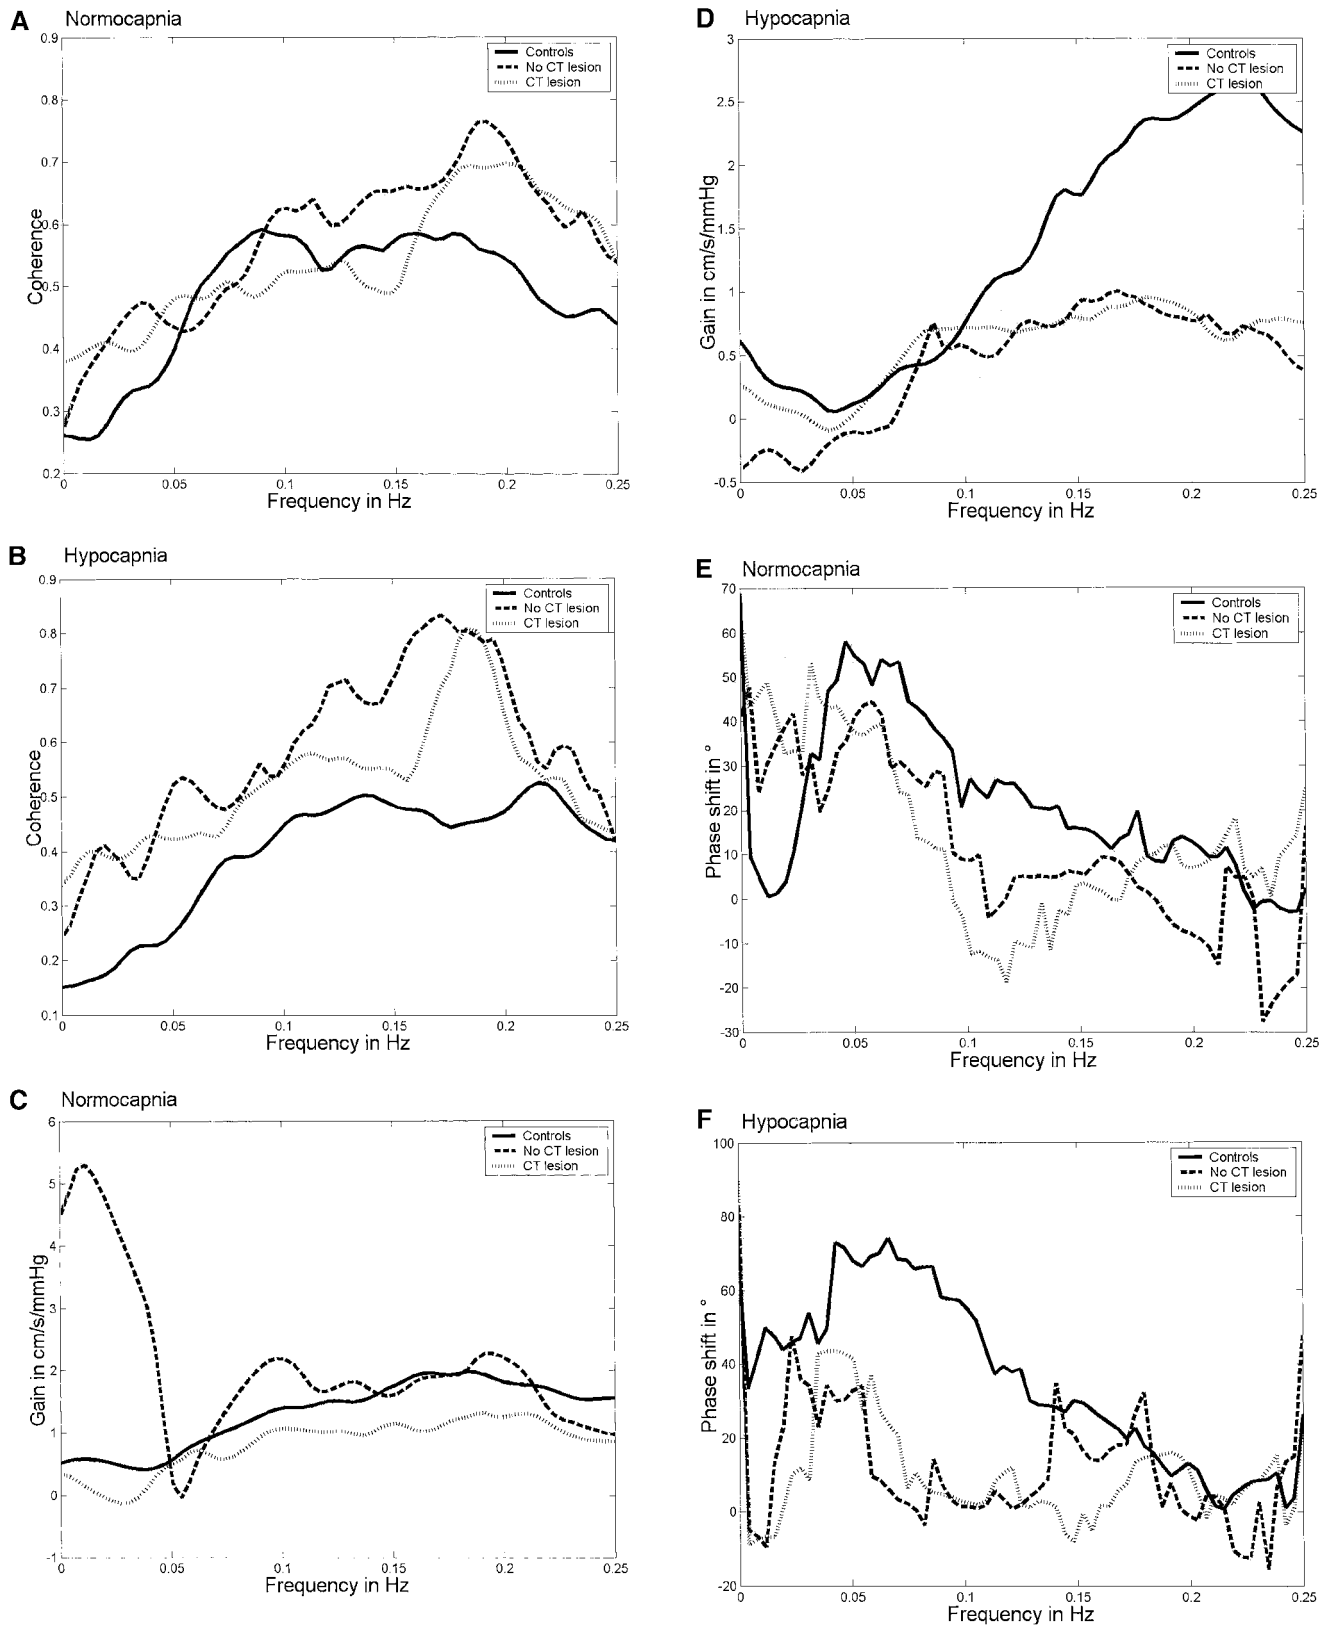 A Normocapnia
0.9
0.8
0.7
0.6
0.5
0.4
0.3
0.2
Coherence
Controls
No CT lesion
CT lesion
0 0.05 0.1 0.15 0.2 0.25
Frequency in Hz
B Hypocapnia
0.9
0.8
0.7
0.6
0.5
0.4
0.3
0.2
0.1
Coherence
Controls
No CT lesion
CT lesion
0 0.05 0.1 0.15 0.2 0.25
Frequency in Hz
C Normocapnia
6
5
4
3
2
1
0
-1
Gain in cm/s/mmHg
Controls
No CT lesion
CT lesion
0 0.05 0.1 0.15 0.2 0.25
Frequency in Hz
D Hypocapnia
3
2.5
2
1.5
1
0.5
0
-0.5
Gain in cm/s/mmHg
Controls
No CT lesion
CT lesion
0 0.05 0.1 0.15 0.2 0.25
Frequency in Hz
E Normocapnia
70
60
50
40
30
20
10
0
-10
-20
-30
Phase shift in °
Controls
No CT lesion
CT lesion
0 0.05 0.1 0.15 0.2 0.25
Frequency in Hz
F Hypocapnia
100
80
60
40
20
0
-20
Phase shift in °
Controls
No CT lesion
CT lesion
0 0.05 0.1 0.15 0.2 0.25
Frequency in Hz